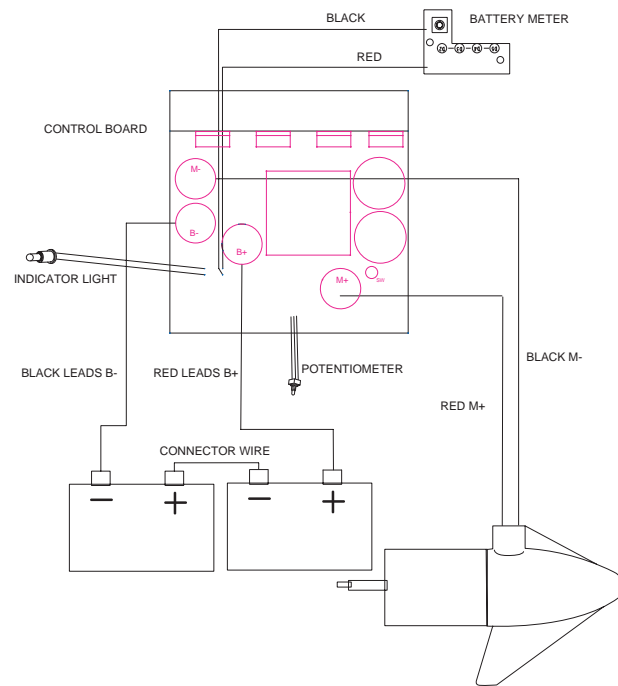 BLACK
BATTERY METER
RED
CONTROL BOARD
M-
B-
B+
INDICATOR LIGHT
M+
SW
BLACK LEADS B-
RED LEADS B+
POTENTIOMETER
BLACK M-
RED M+
CONNECTOR WIRE
− + − +